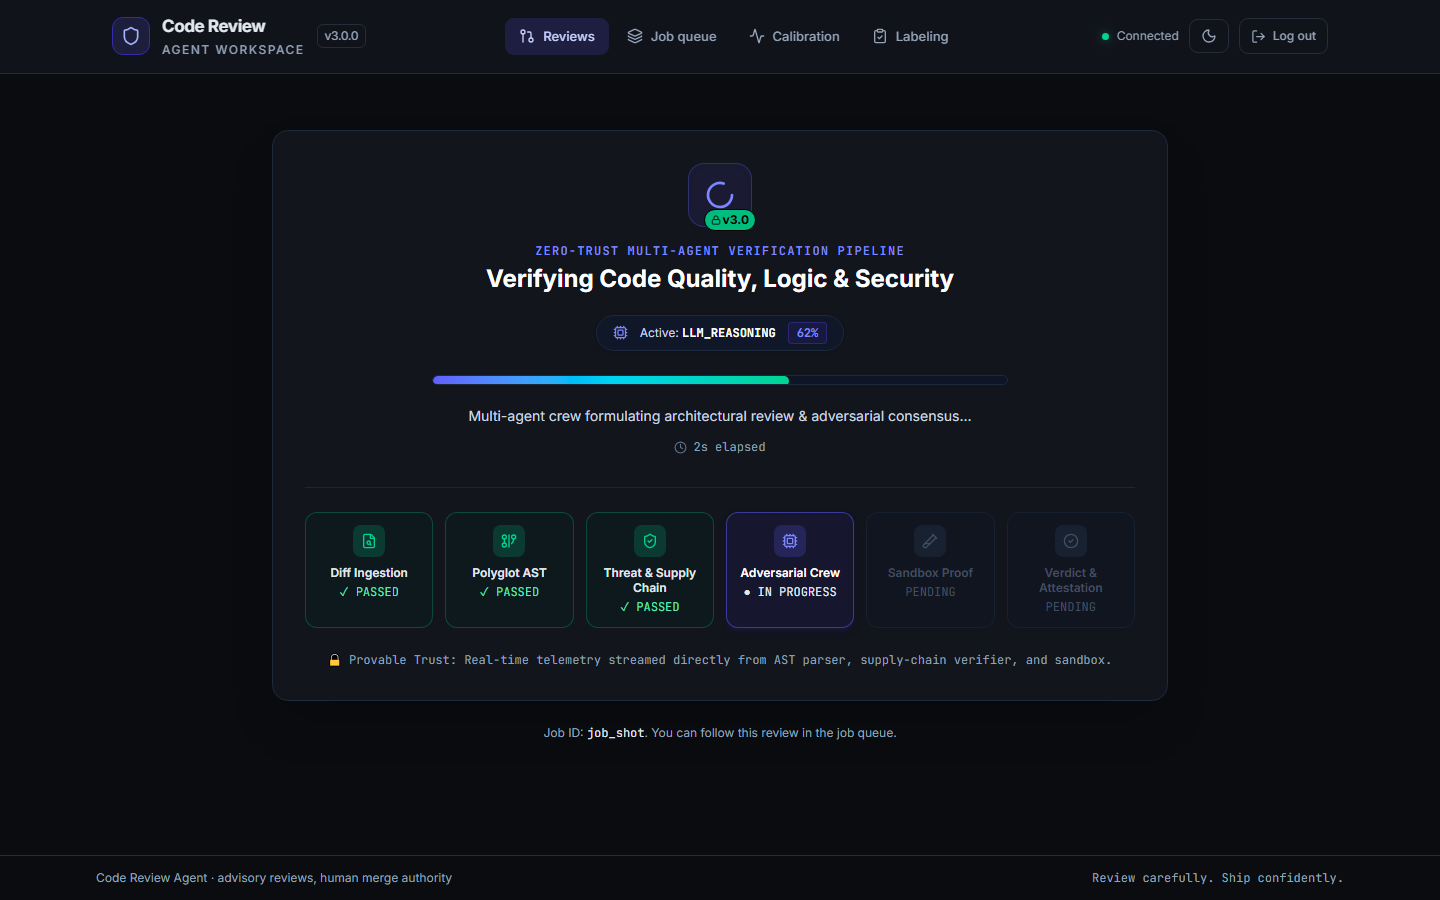 Code Review
AGENT WORKSPACE
v3.0.0
Reviews
Job queue
Calibration
Labeling
Connected
Log out
v3.0
ZERO-TRUST MULTI-AGENT VERIFICATION PIPELINE
Verifying Code Quality, Logic & Security
Active: LLM_REASONING 62%
Multi-agent crew formulating architectural review & adversarial consensus...
2s elapsed
Diff Ingestion
✓ PASSED
Polyglot AST
✓ PASSED
Threat & Supply
Chain
✓ PASSED
Adversarial Crew
● IN PROGRESS
Sandbox Proof
PENDING
Verdict &
Attestation
PENDING
🔒 Provable Trust: Real-time telemetry streamed directly from AST parser, supply-chain verifier, and sandbox.
Job ID: job_shot. You can follow this review in the job queue.
Code Review Agent · advisory reviews, human merge authority
Review carefully. Ship confidently.